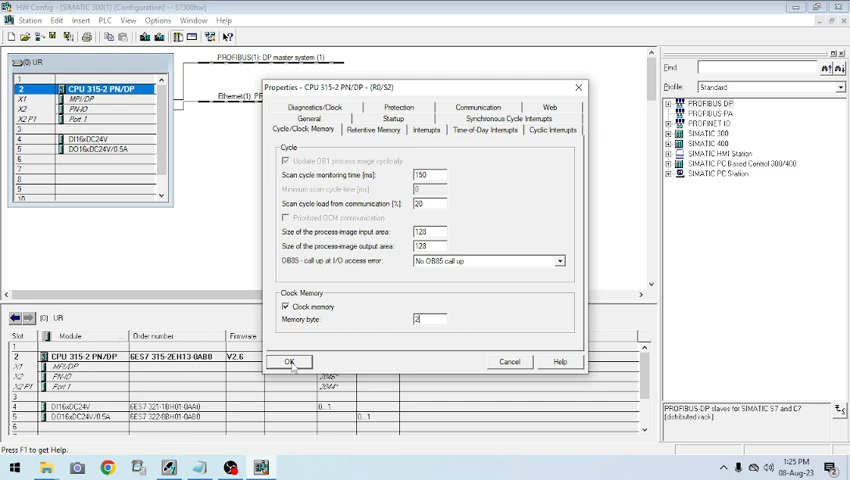 HW Config - [SIMATIC 300(1) (Configuration) -- S7300hw]
Station Edit Insert PLC View Options Window Help
(0) UR
1
2 CPU 315-2 PN/DP
X1 MPI/DP
X2 PN-IO
X2 P1 Port 1
3
4 DI16xDC24V
5 DO16xDC24V/0.5A
6
7
8
9
10
PROFIBUS(1): DP master system (1)
Ethernet(1): PR
Properties - CPU 315-2 PN/DP - (R0/S2)
Diagnostics/Clock Protection Communication Web
General Startup Synchronous Cycle Interrupts
Cycle/Clock Memory Retentive Memory Interrupts Time-of-Day Interrupts Cyclic Interrupts
Cycle
Update OB1 process image cyclically
Scan cycle monitoring time [ms]: 150
Minimum scan cycle time [ms]: 0
Scan cycle load from communication [%]: 20
Prioritized OCM communication
Size of the process-image input area: 128
Size of the process-image output area: 128
OB85 - call up at I/O access error: No OB85 call up
Clock Memory
Clock memory
Memory byte: 2
OK Cancel Help
Find:
Profile: Standard
PROFIBUS DP
PROFIBUS-PA
PROFINET IO
SIMATIC 300
SIMATIC 400
SIMATIC HMI Station
SIMATIC PC Based Control 300/400
SIMATIC PC Station
(0) UR
Slot Module Order number Firmware
1
2 CPU 315-2 PN/DP 6ES7 315-2EH13-0AB0 V2.6
X1 MPI/DP
X2 PN-IO 2045*
X2 P1 Port 1 2044*
3
4 DI16xDC24V 6ES7 321-1BH01-0AA0 0...1
5 DO16xDC24V/0.5A 6ES7 322-8BH01-0AB0 0...1
6
PROFIBUS-DP slaves for SIMATIC S7 and C7 (distributed rack)
Press F1 to get Help.
1:25 PM
08-Aug-23
2